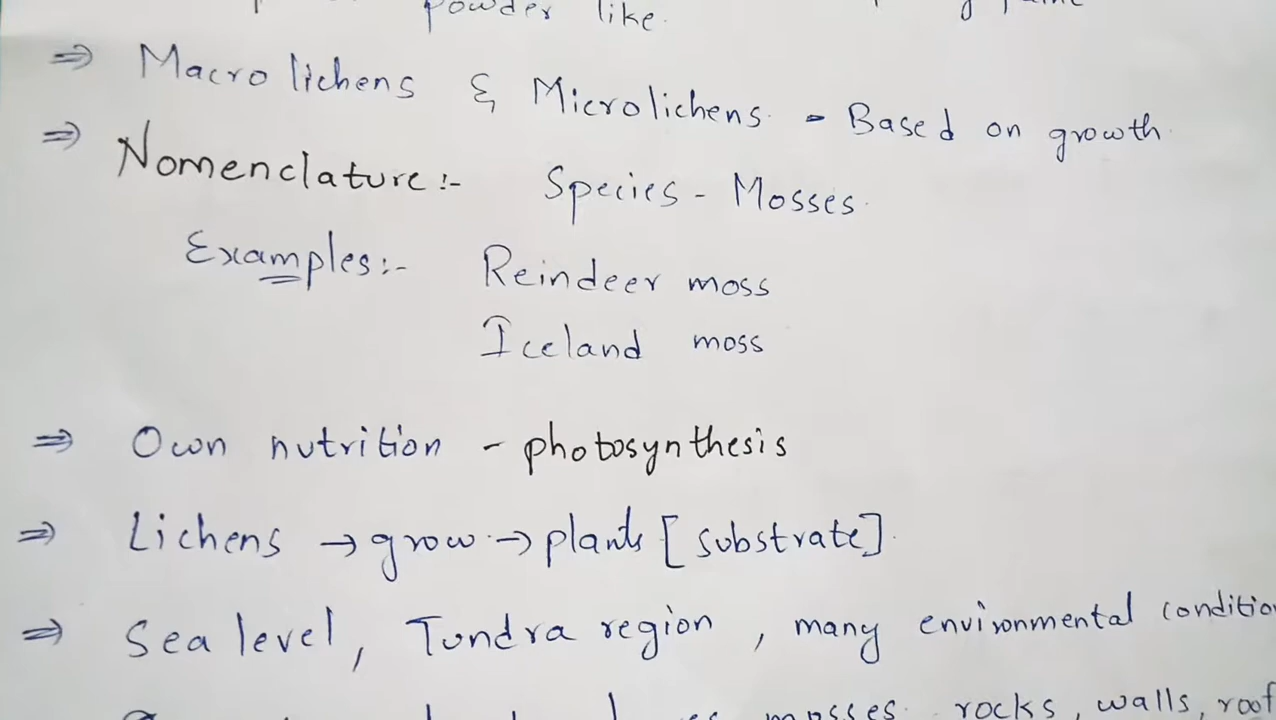 powder like
⇒ Macro lichens & Microlichens - Based on growth
⇒ Nomenclature :- Species - Mosses
Examples :- Reindeer moss
Iceland moss
⇒ Own nutrition - photosynthesis
⇒ Lichens → grow → plants [substrate]
⇒ Sea level, Tundra region, many environmental conditio
mosses rocks, walls, roof